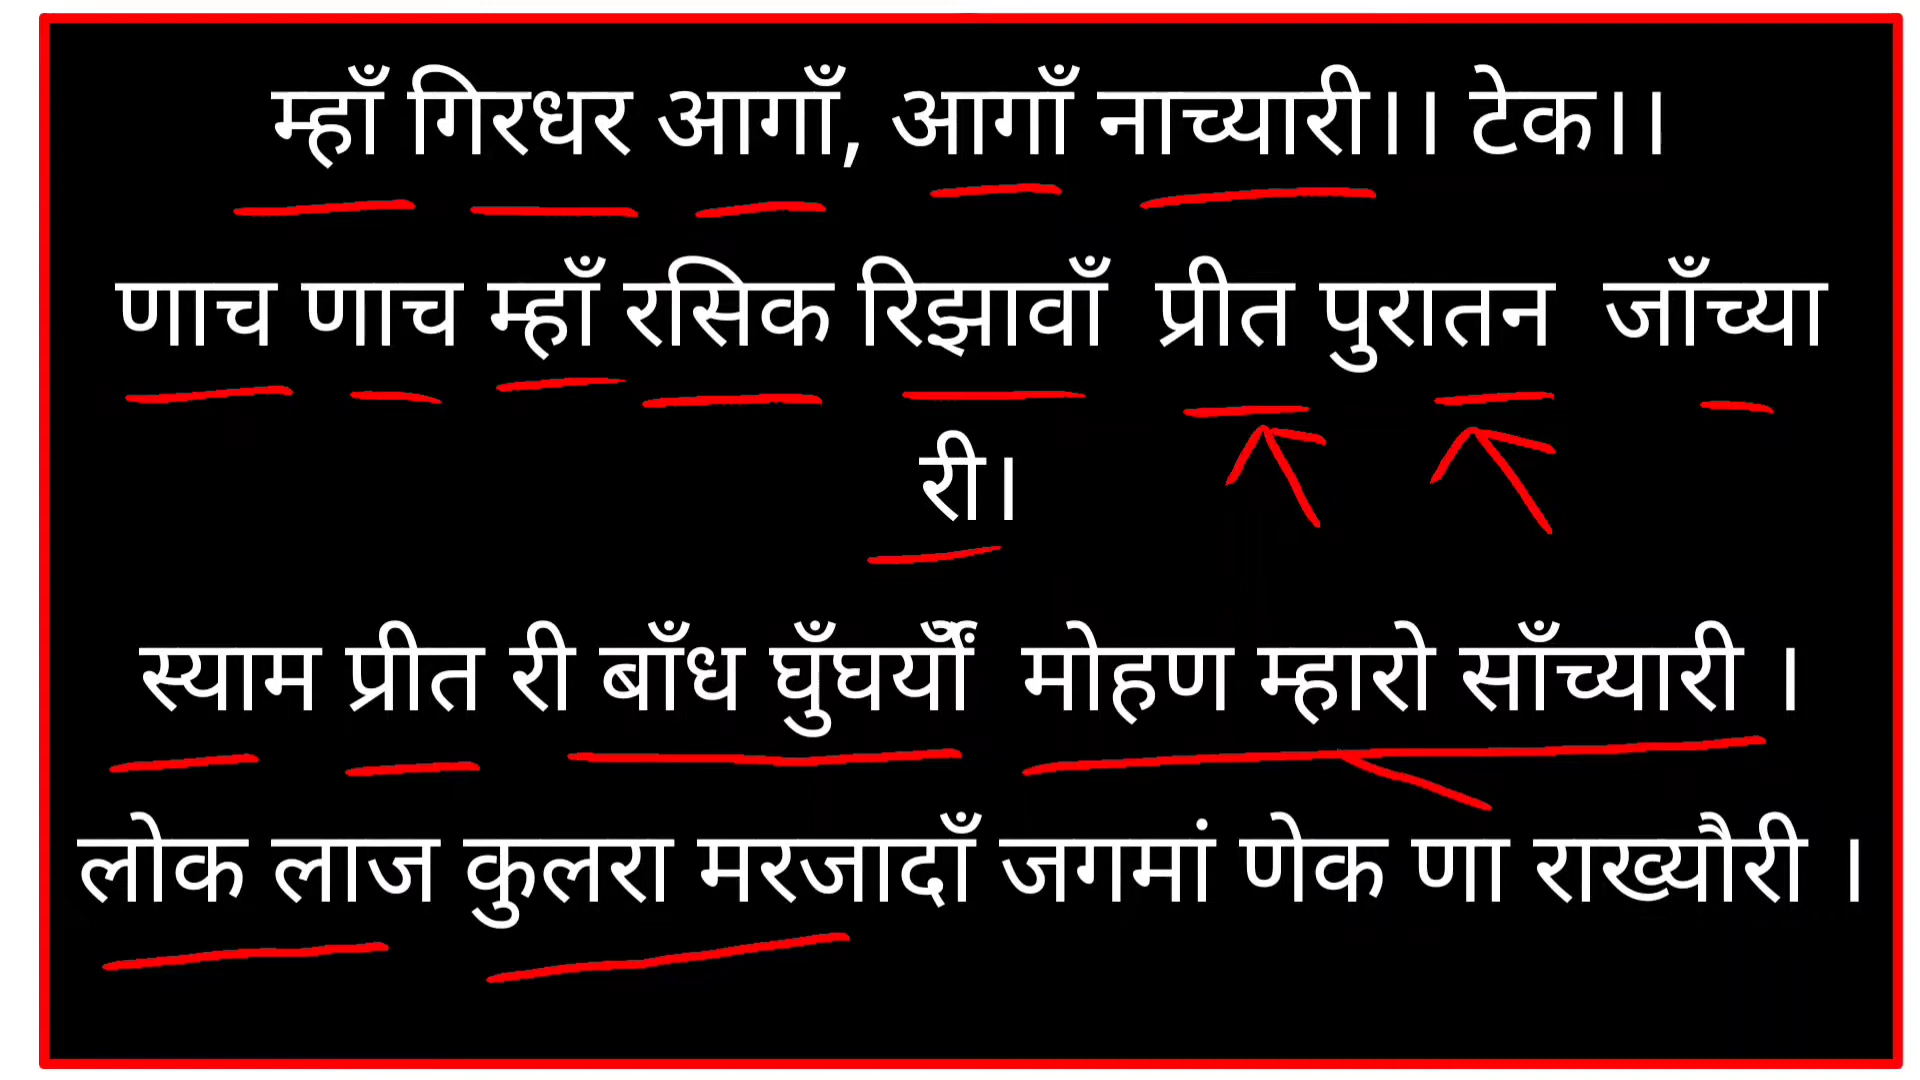 म्हाँ गिरधर आगाँ, आगाँ नाच्यारी।। टेक।।
णाच णाच म्हाँ रसिक रिझावाँ प्रीत पुरातन जाँच्या
री।
स्याम प्रीत री बाँध घुँघर्यों मोहण म्हारो साँच्यारी ।
लोक लाज कुलरा मरजादाँ जगमां णेक णा राख्यौरी ।